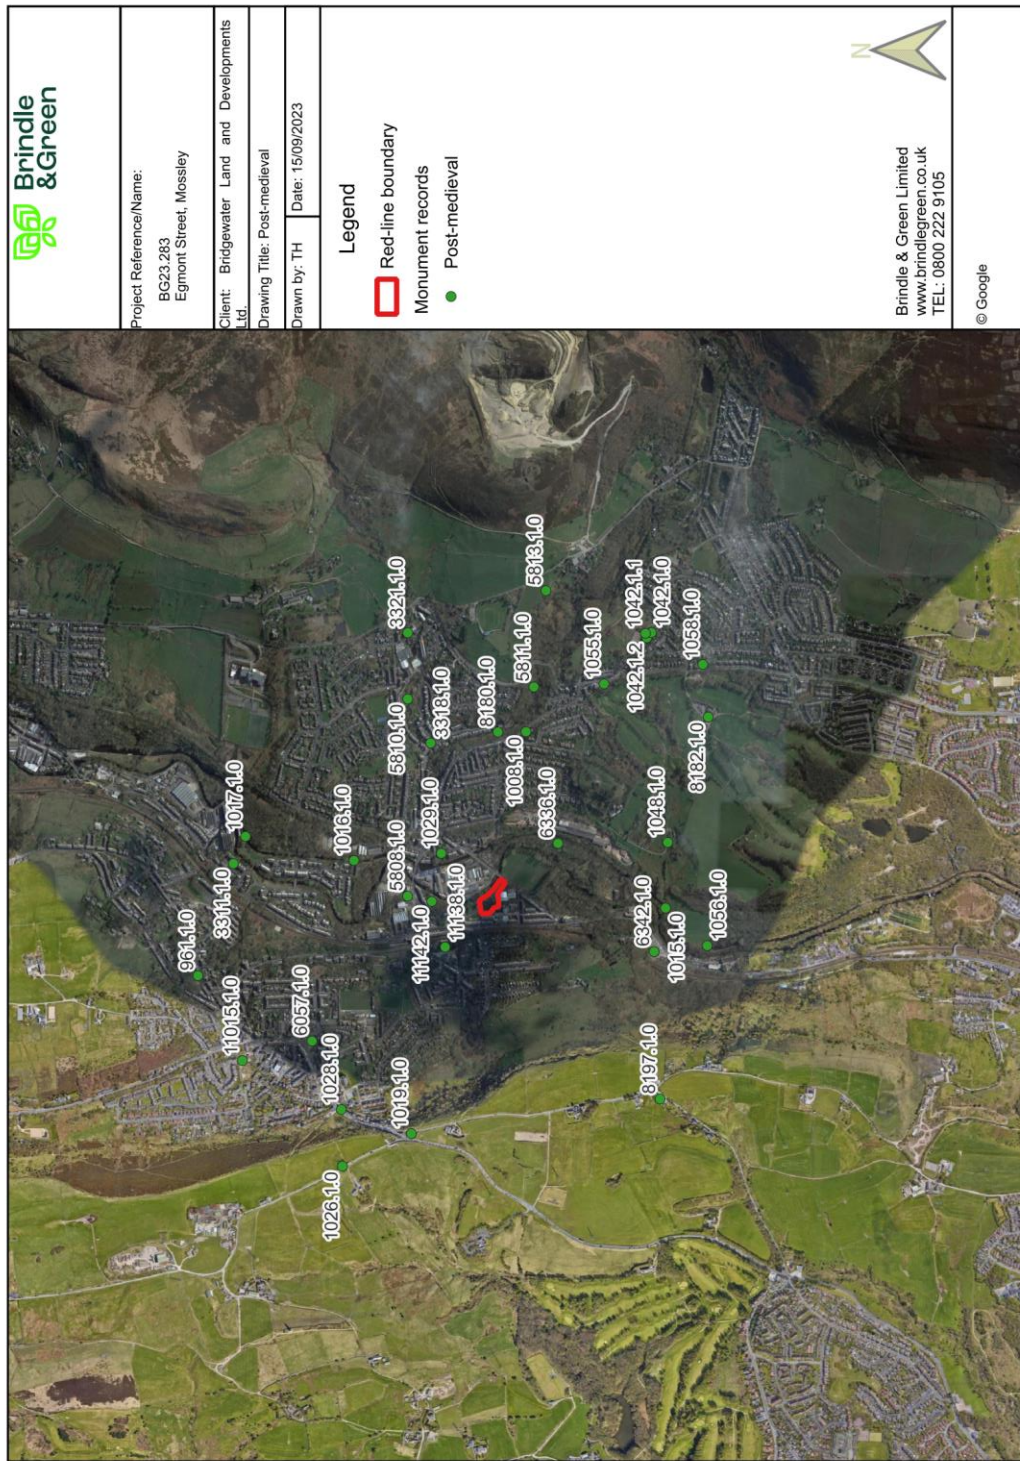 Brindle
&Green
Project Reference/Name:
BG23.283
Egmont Street, Mossley
Client: Bridgewater Land and Developments
Ltd.
Drawing Title: Post-medieval
Drawn by: TH
Date: 15/09/2023
Legend
Red-line boundary
Monument records
Post-medieval
N
Brindle & Green Limited
www.brindlegreen.co.uk
TEL: 0800 222 9105
© Google
961.1.0
3311.1.0
1017.1.0
11015.1.0
6057.1.0
1028.1.0
1016.1.0
1026.1.0
1019.1.0
5808.1.0
1029.1.0
11142.1.0
11138.1.0
5810.1.0
3321.1.0
3318.1.0
8180.1.0
1008.1.0
5811.1.0
5813.1.0
6336.1.0
1055.1.0
1042.1.2
1042.1.1
1042.1.0
1058.1.0
8182.1.0
1048.1.0
6342.1.0
1015.1.0
1056.1.0
8197.1.0